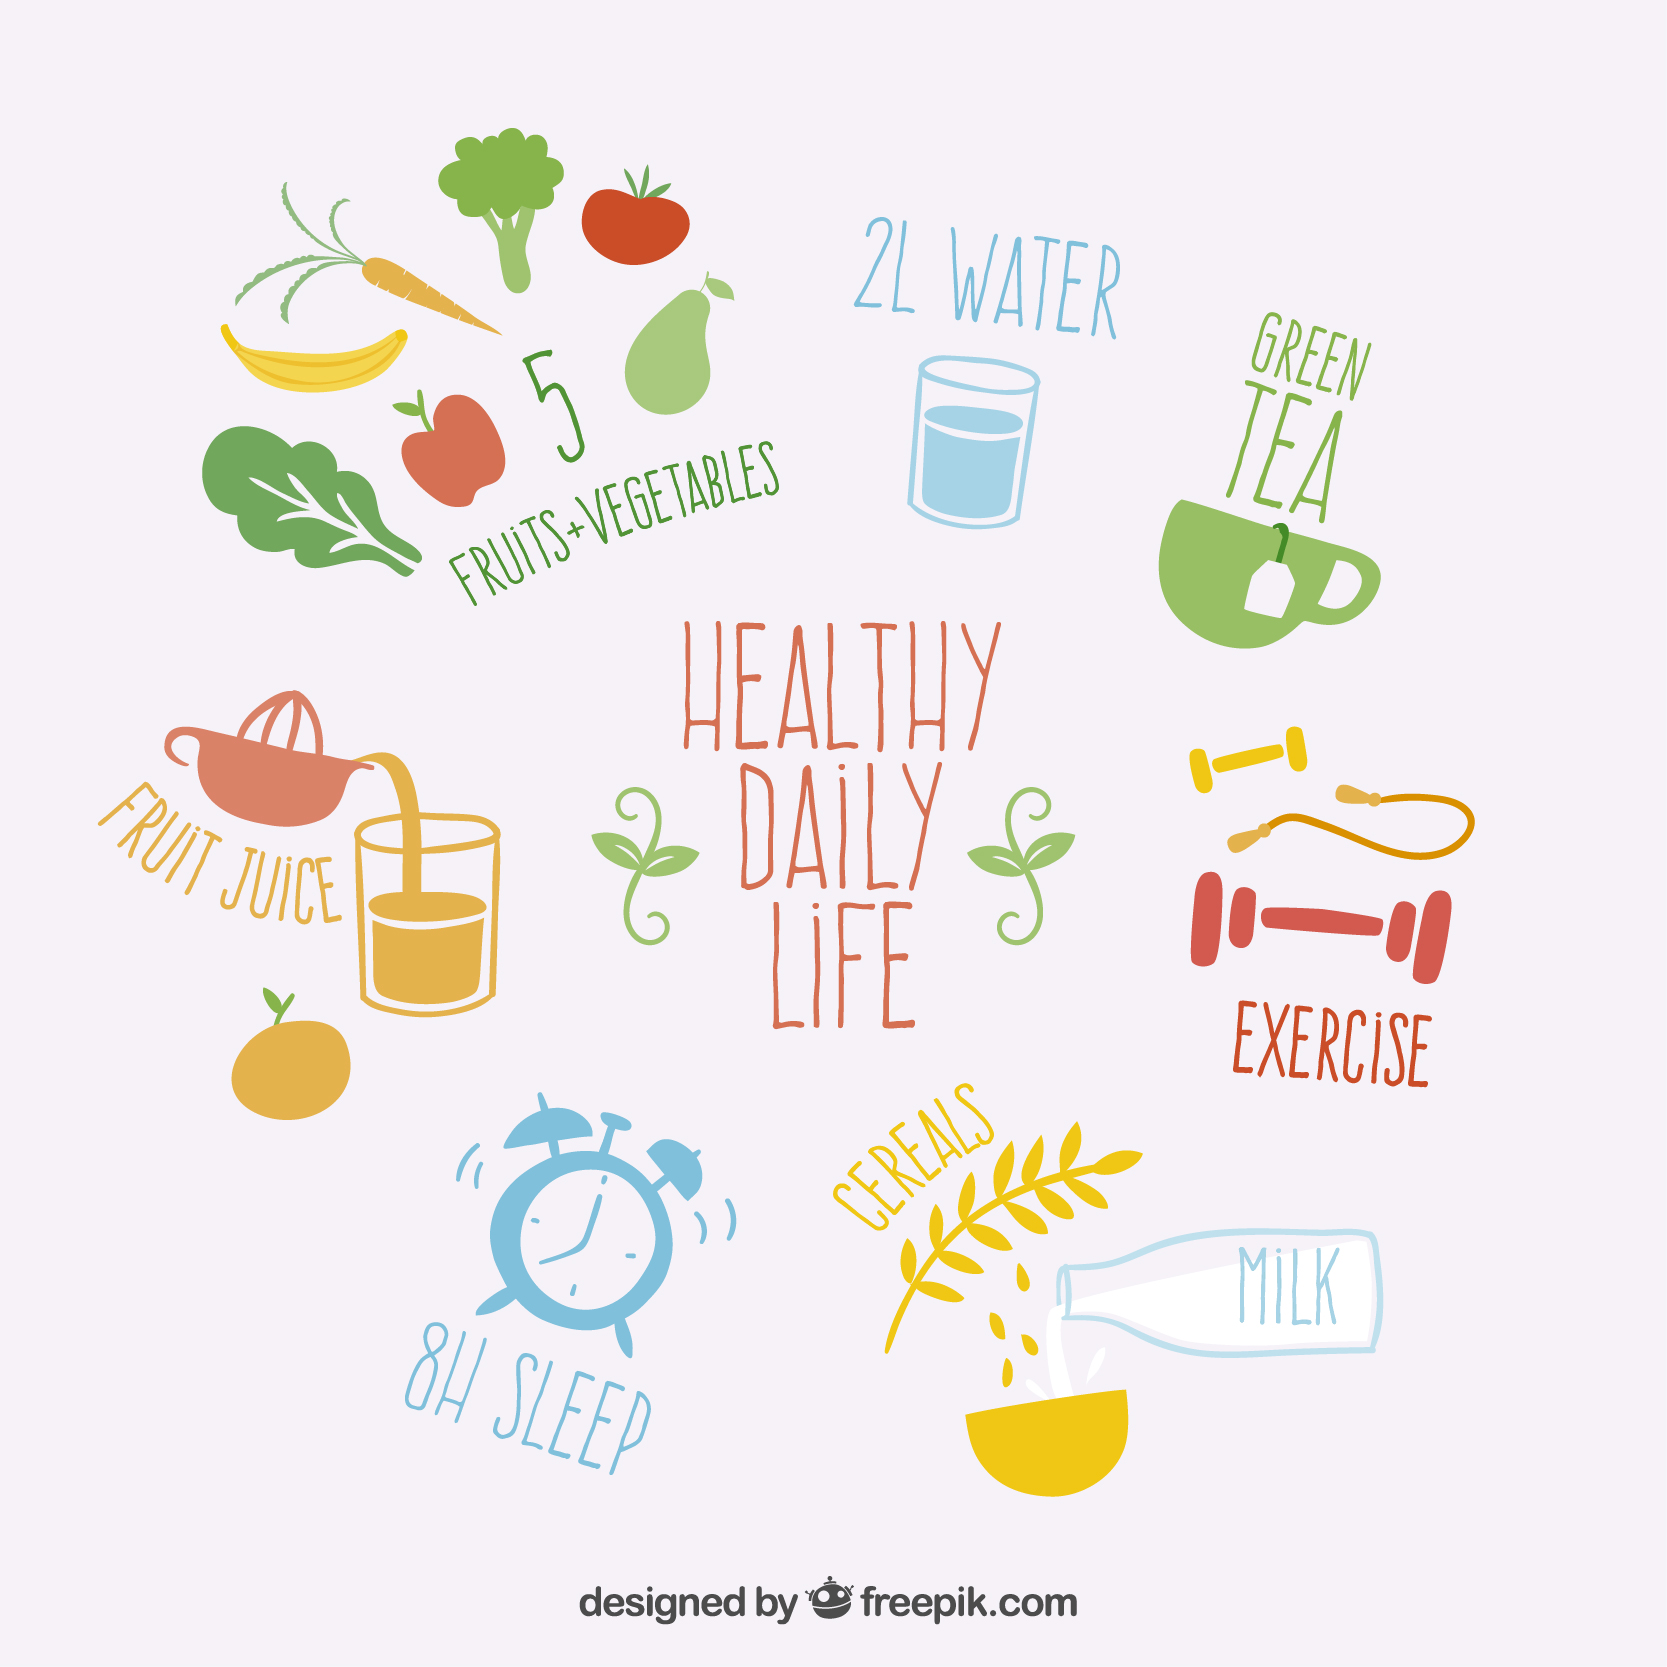 2L WATER
GREEN
TEA
5
FRUiTS+VEGETABLES
HEALTHY
DAiLY
LiFE
FRUiT JUiCE
EXERCiSE
CEREALS
MiLK
8H SLEEP
designed by freepik.com